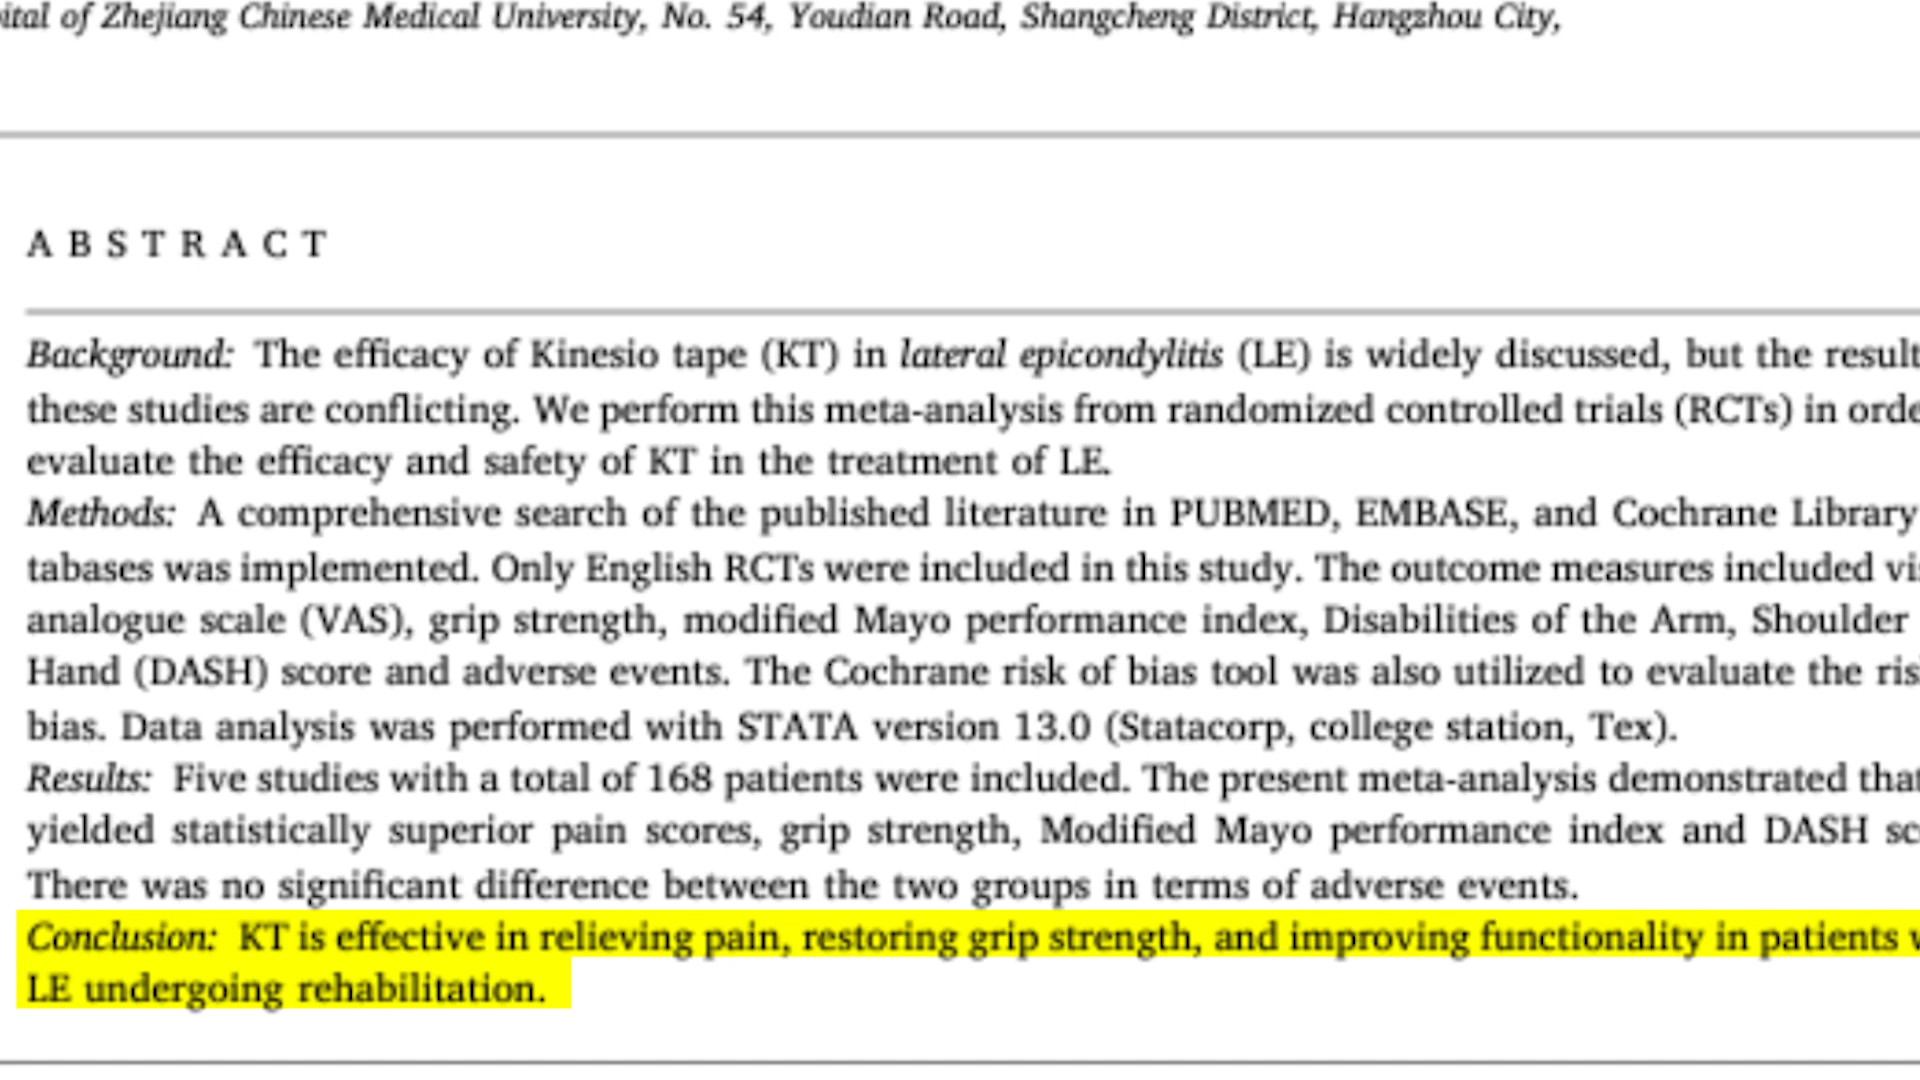 ital of Zhejiang Chinese Medical University, No. 54, Youdian Road, Shangcheng District, Hangzhou City,
ABSTRACT
Background: The efficacy of Kinesio tape (KT) in lateral epicondylitis (LE) is widely discussed, but the result
these studies are conflicting. We perform this meta-analysis from randomized controlled trials (RCTs) in orde
evaluate the efficacy and safety of KT in the treatment of LE.
Methods: A comprehensive search of the published literature in PUBMED, EMBASE, and Cochrane Library
tabases was implemented. Only English RCTs were included in this study. The outcome measures included vis
analogue scale (VAS), grip strength, modified Mayo performance index, Disabilities of the Arm, Shoulder
Hand (DASH) score and adverse events. The Cochrane risk of bias tool was also utilized to evaluate the ris
bias. Data analysis was performed with STATA version 13.0 (Statacorp, college station, Tex).
Results: Five studies with a total of 168 patients were included. The present meta-analysis demonstrated that
yielded statistically superior pain scores, grip strength, Modified Mayo performance index and DASH sc
There was no significant difference between the two groups in terms of adverse events.
Conclusion: KT is effective in relieving pain, restoring grip strength, and improving functionality in patients
LE undergoing rehabilitation.